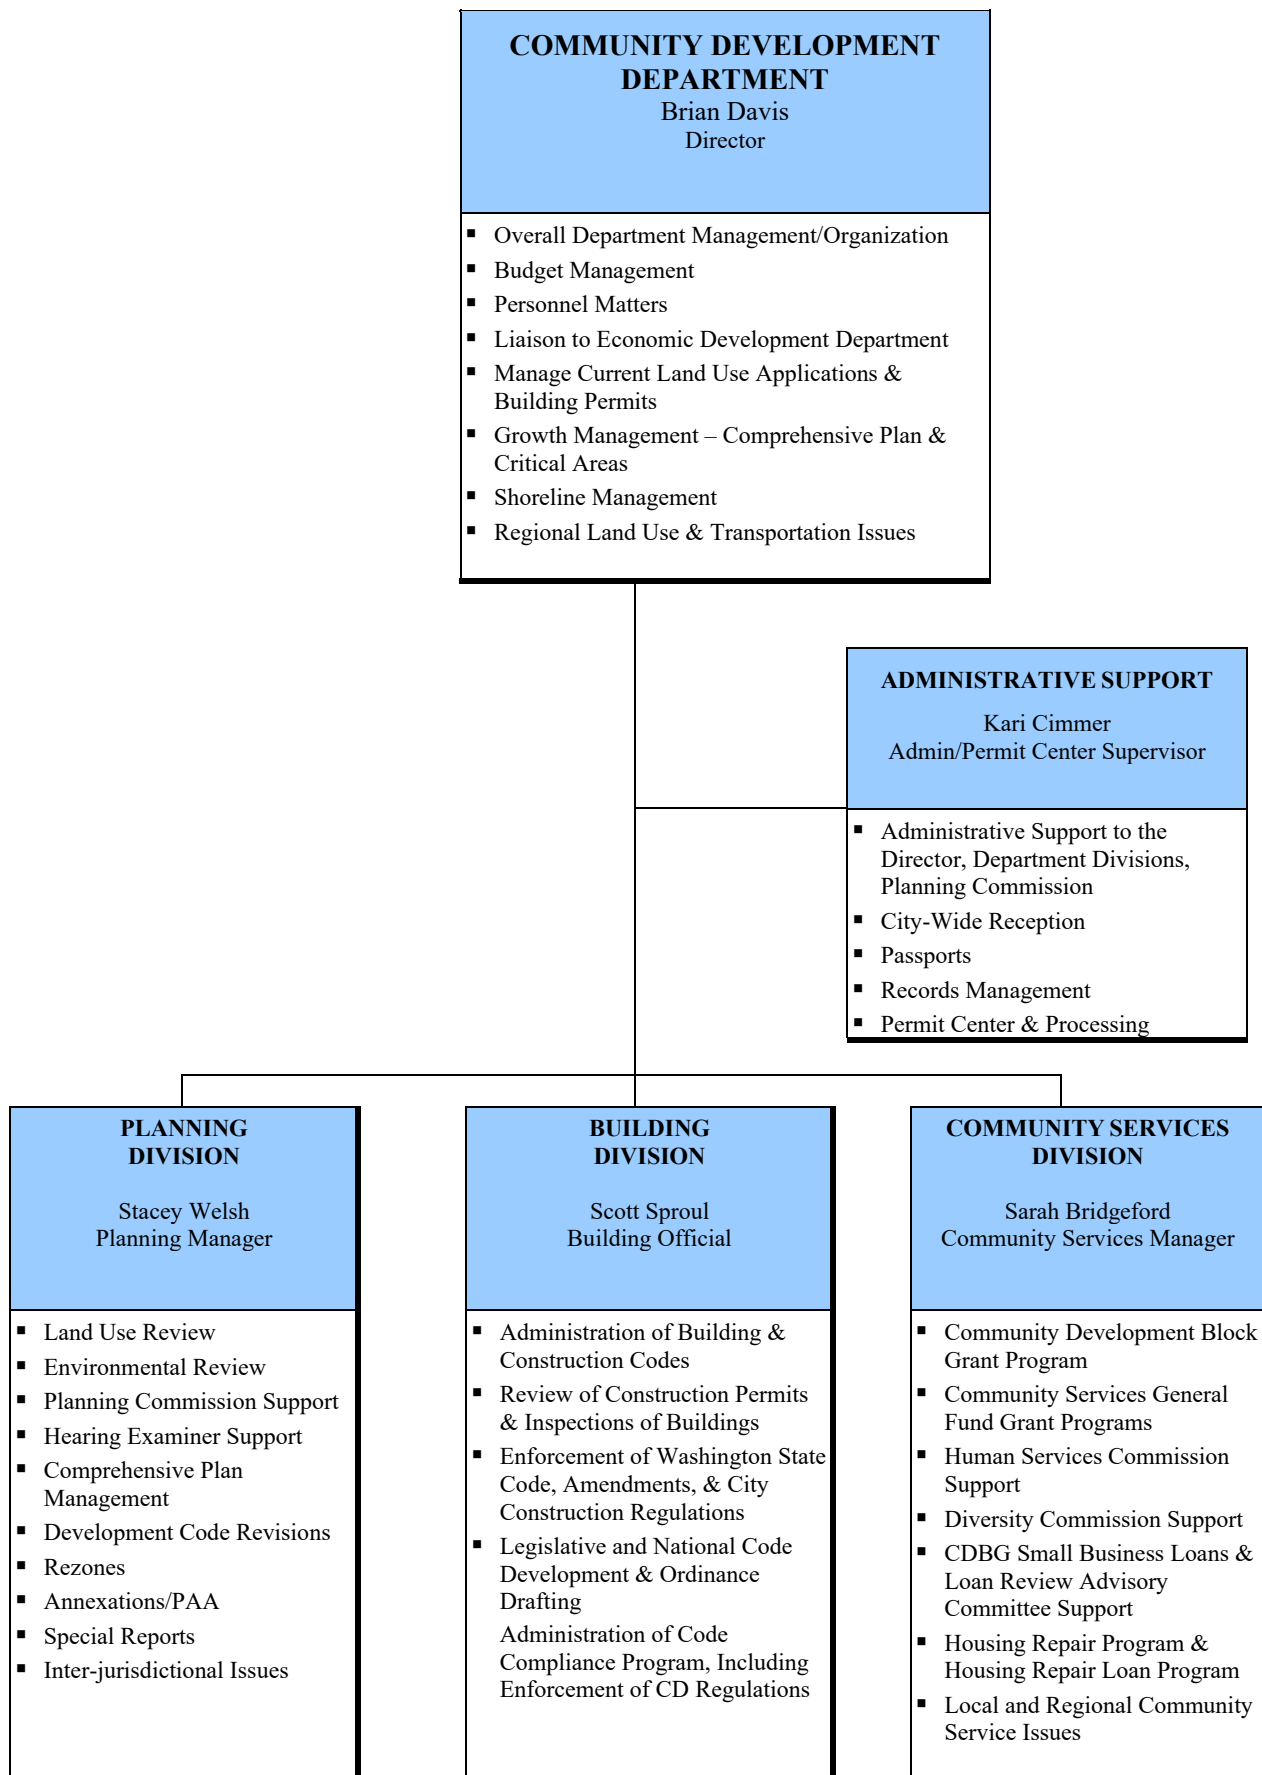 COMMUNITY DEVELOPMENT
DEPARTMENT
Brian Davis
Director
▪ Overall Department Management/Organization
▪ Budget Management
▪ Personnel Matters
▪ Liaison to Economic Development Department
▪ Manage Current Land Use Applications &
Building Permits
▪ Growth Management – Comprehensive Plan &
Critical Areas
▪ Shoreline Management
▪ Regional Land Use & Transportation Issues
ADMINISTRATIVE SUPPORT
Kari Cimmer
Admin/Permit Center Supervisor
▪ Administrative Support to the
Director, Department Divisions,
Planning Commission
▪ City-Wide Reception
▪ Passports
▪ Records Management
▪ Permit Center & Processing
PLANNING
DIVISION
Stacey Welsh
Planning Manager
▪ Land Use Review
▪ Environmental Review
▪ Planning Commission Support
▪ Hearing Examiner Support
▪ Comprehensive Plan
Management
▪ Development Code Revisions
▪ Rezones
▪ Annexations/PAA
▪ Special Reports
▪ Inter-jurisdictional Issues
BUILDING
DIVISION
Scott Sproul
Building Official
▪ Administration of Building &
Construction Codes
▪ Review of Construction Permits
& Inspections of Buildings
▪ Enforcement of Washington State
Code, Amendments, & City
Construction Regulations
▪ Legislative and National Code
Development & Ordinance
Drafting
Administration of Code
Compliance Program, Including
Enforcement of CD Regulations
COMMUNITY SERVICES
DIVISION
Sarah Bridgeford
Community Services Manager
▪ Community Development Block
Grant Program
▪ Community Services General
Fund Grant Programs
▪ Human Services Commission
Support
▪ Diversity Commission Support
▪ CDBG Small Business Loans &
Loan Review Advisory
Committee Support
▪ Housing Repair Program &
Housing Repair Loan Program
▪ Local and Regional Community
Service Issues